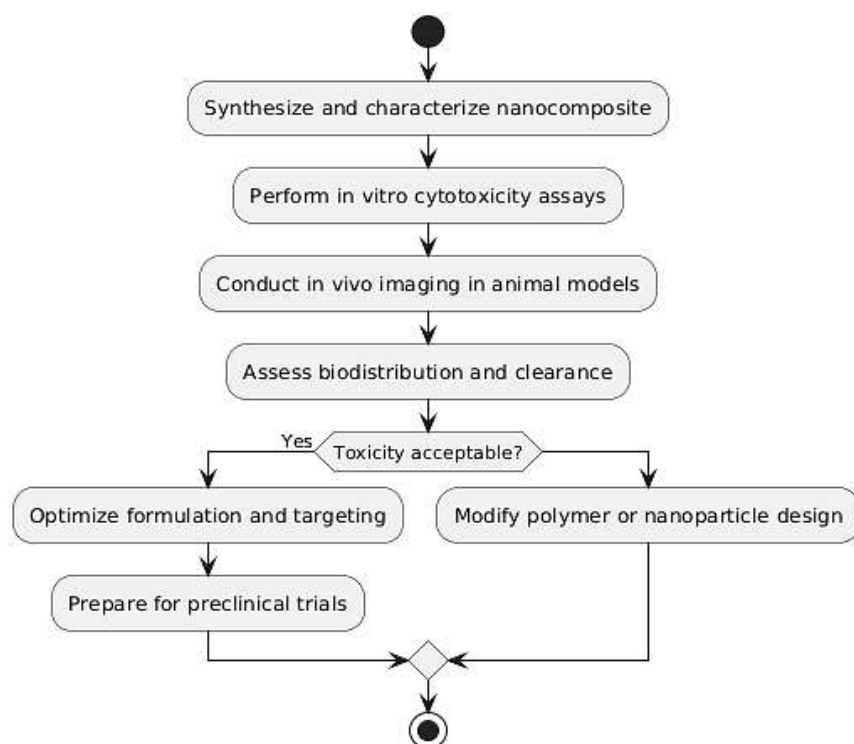 Synthesize and characterize nanocomposite
Perform in vitro cytotoxicity assays
Conduct in vivo imaging in animal models
Assess biodistribution and clearance
Yes
Toxicity acceptable?
Optimize formulation and targeting
Modify polymer or nanoparticle design
Prepare for preclinical trials